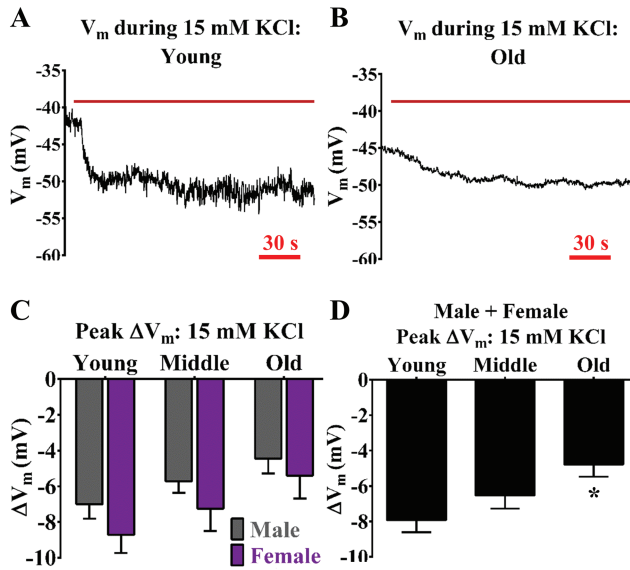 A
Vm during 15 mM KCl:
Young
-35
-40
-45
-50
-55
-60
Vm (mV)
30 s
B
Vm during 15 mM KCl:
Old
-35
-40
-45
-50
-55
-60
Vm (mV)
30 s
C
Peak ΔVm: 15 mM KCl
Young Middle Old
0
-2
-4
-6
-8
-10
ΔVm (mV)
Male
Female
D
Male + Female
Peak ΔVm: 15 mM KCl
Young Middle Old
0
-2
-4
-6
-8
-10
ΔVm (mV)
*